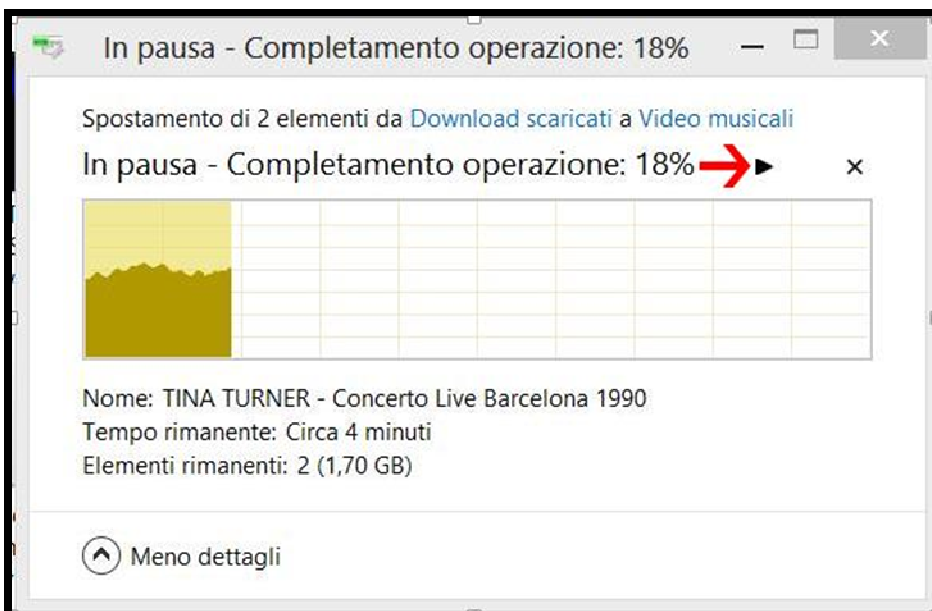 In pausa - Completamento operazione: 18%
Spostamento di 2 elementi da Download scaricati a Video musicali
In pausa - Completamento operazione: 18%
Nome: TINA TURNER - Concerto Live Barcelona 1990
Tempo rimanente: Circa 4 minuti
Elementi rimanenti: 2 (1,70 GB)
Meno dettagli